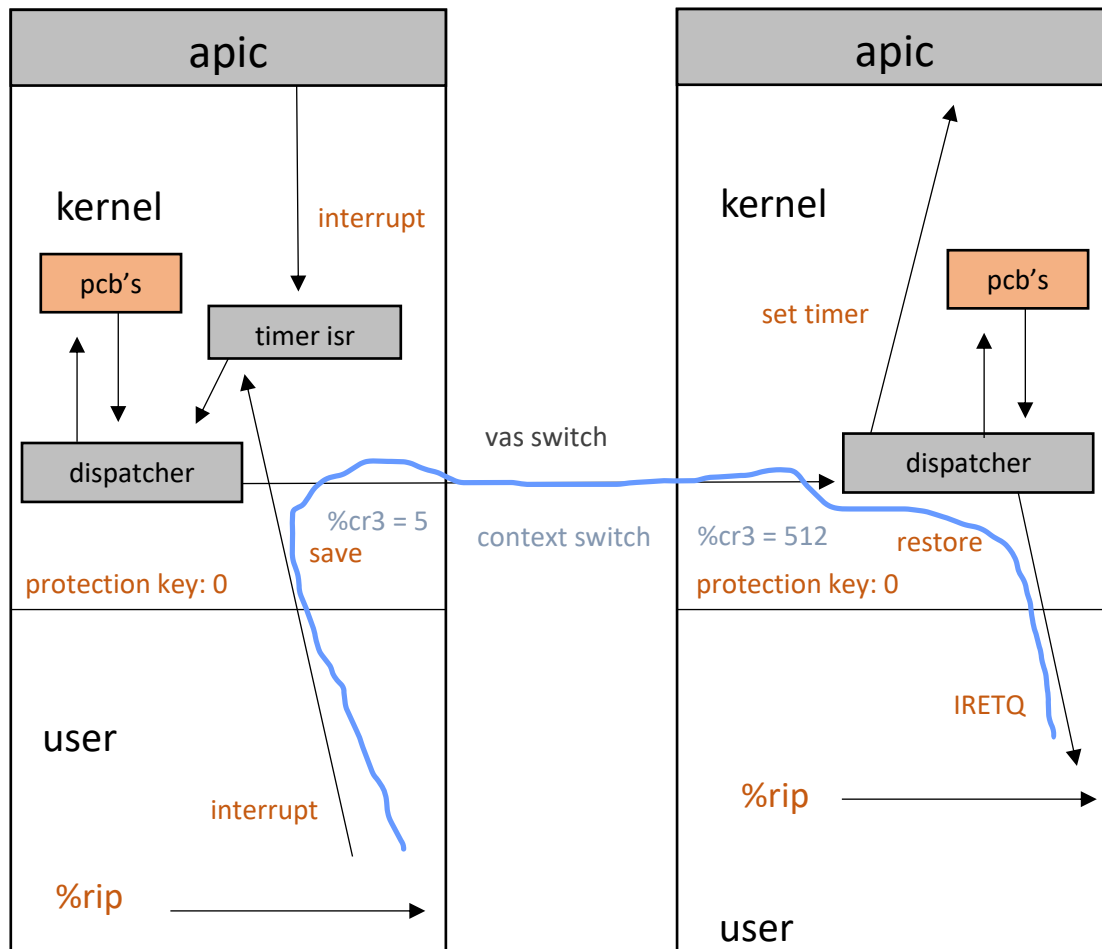 apic
kernel
interrupt
pcb's
timer isr
dispatcher
%cr3 = 5
save
protection key: 0
user
interrupt
%rip
vas switch
context switch
apic
kernel
pcb's
set timer
dispatcher
%cr3 = 512
restore
protection key: 0
IRETQ
%rip
user